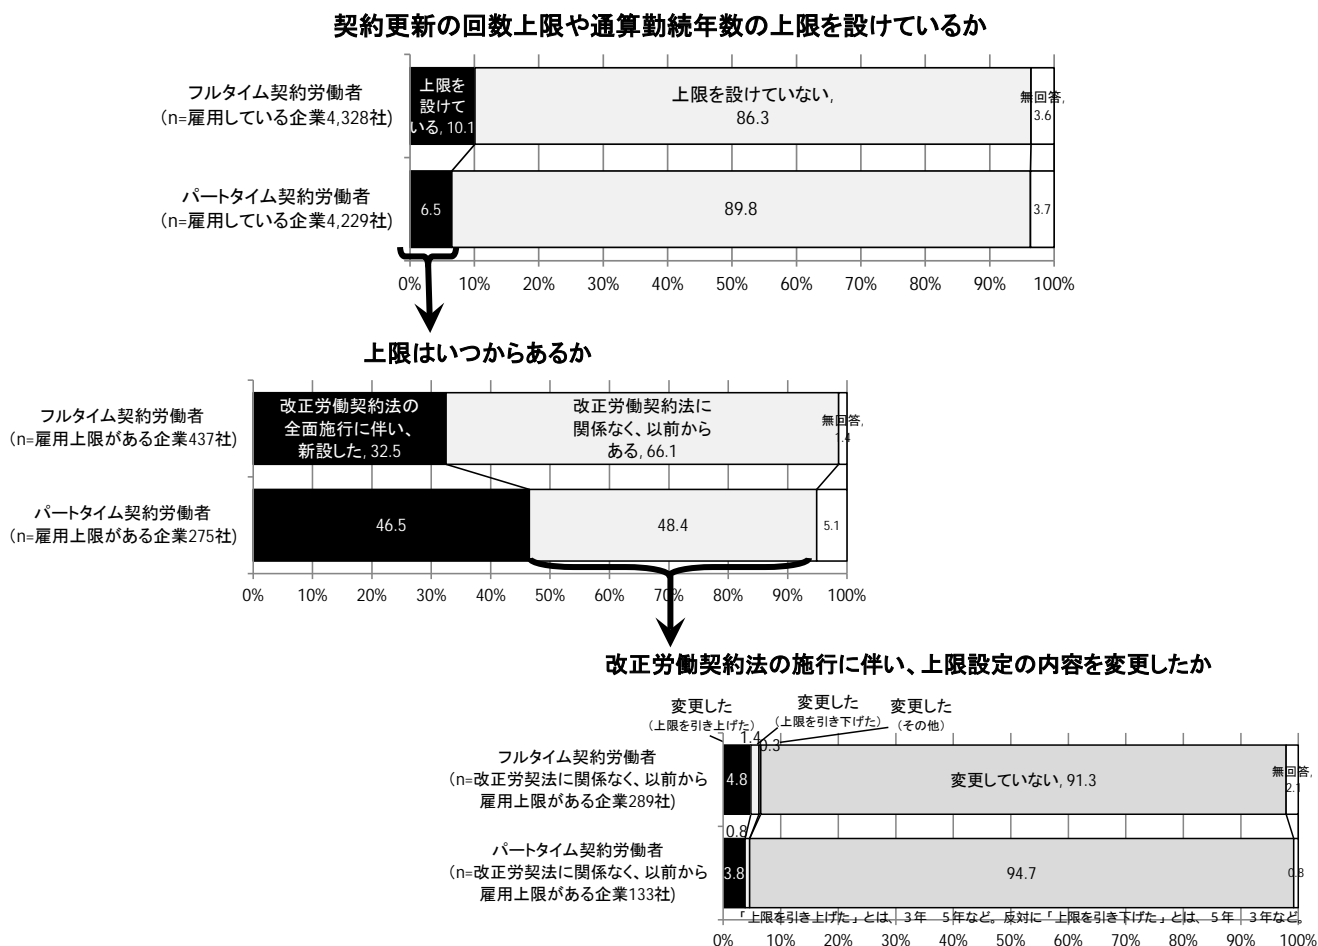 契約更新の回数上限や通算勤続年数の上限を設けているか
フルタイム契約労働者
（n=雇用している企業4,328社）
上限を
設けて
いる, 10.1
上限を設けていない,
86.3
無回答,
3.6
パートタイム契約労働者
（n=雇用している企業4,229社）
6.5
89.8
3.7
0% 10% 20% 30% 40% 50% 60% 70% 80% 90% 100%
上限はいつからあるか
フルタイム契約労働者
（n=雇用上限がある企業437社）
改正労働契約法の
全面施行に伴い、
新設した, 32.5
改正労働契約法に
関係なく、以前から
ある, 66.1
無回答,
1.4
パートタイム契約労働者
（n=雇用上限がある企業275社）
46.5
48.4
5.1
0% 10% 20% 30% 40% 50% 60% 70% 80% 90% 100%
改正労働契約法の施行に伴い、上限設定の内容を変更したか
変更した
（上限を引き上げた）
変更した
（上限を引き下げた）
変更した
（その他）
1.4
0.3
フルタイム契約労働者
（n=改正労契法に関係なく、以前から
雇用上限がある企業289社）
4.8
変更していない, 91.3
無回答,
2.1
0.8
パートタイム契約労働者
（n=改正労契法に関係なく、以前から
雇用上限がある企業133社）
3.8
94.7
0.8
「上限を引き上げた」とは、3年 5年など。反対に「上限を引き下げた」とは、5年 3年など。
0% 10% 20% 30% 40% 50% 60% 70% 80% 90% 100%